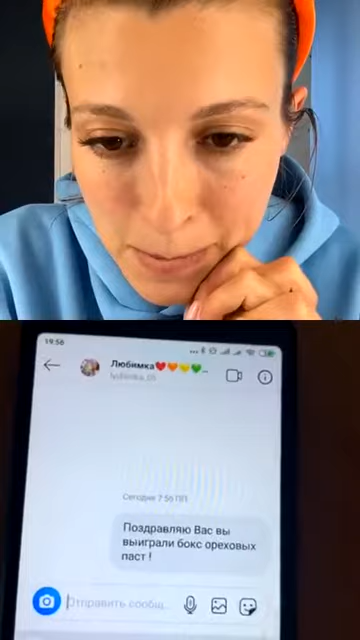 19:56
Любимка❤️🧡💛💚...
Сегодня 7:56 ПП
Поздравляю Вас вы
выиграли бокс ореховых
паст !
Отправить сообщ...